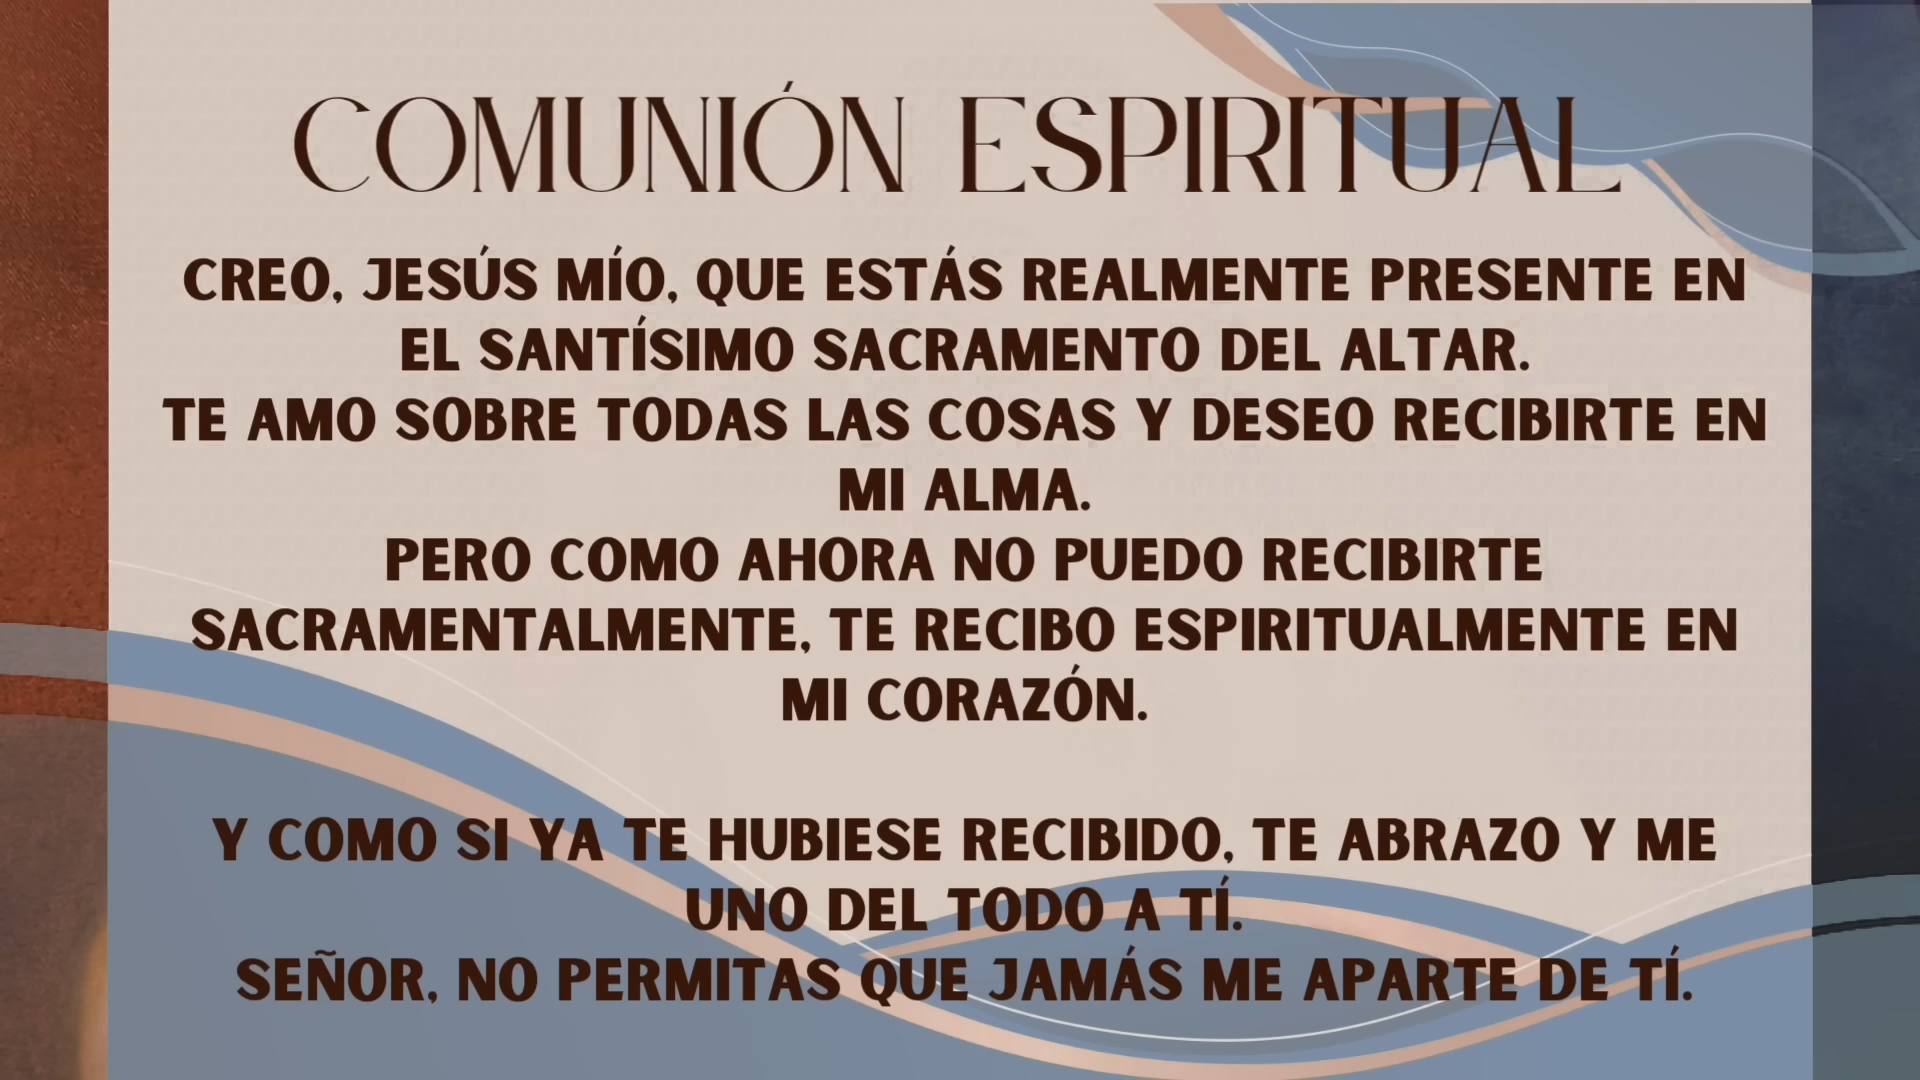 COMUNIÓN ESPIRITUAL
CREO, JESÚS MÍO, QUE ESTÁS REALMENTE PRESENTE EN
EL SANTÍSIMO SACRAMENTO DEL ALTAR.
TE AMO SOBRE TODAS LAS COSAS Y DESEO RECIBIRTE EN
MI ALMA.
PERO COMO AHORA NO PUEDO RECIBIRTE
SACRAMENTALMENTE, TE RECIBO ESPIRITUALMENTE EN
MI CORAZÓN.
Y COMO SI YA TE HUBIESE RECIBIDO, TE ABRAZO Y ME
UNO DEL TODO A TÍ.
SEÑOR, NO PERMITAS QUE JAMÁS ME APARTE DE TÍ.